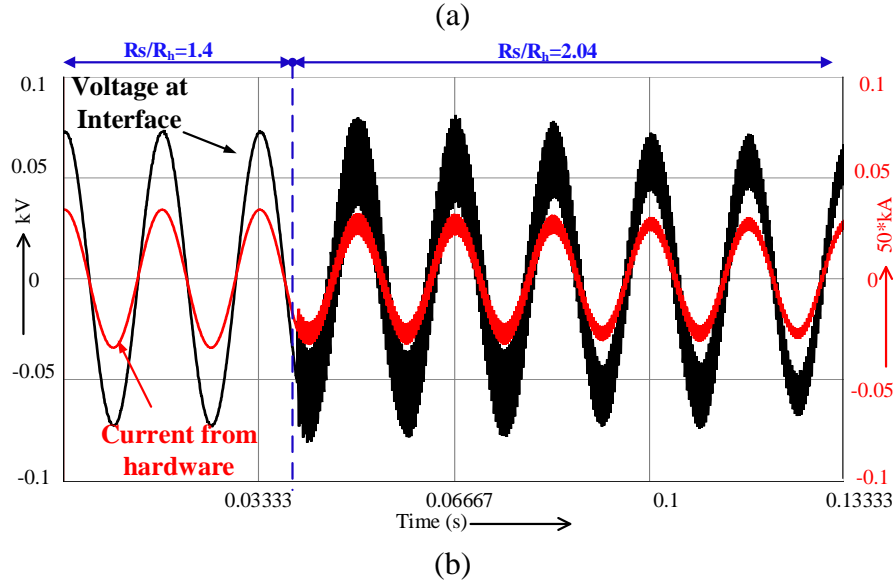 (a)
Rs/Rh=1.4
Rs/Rh=2.04
0.1
0.1
Voltage at
Interface
0.05
0.05
kV
50*kA
0
0
-0.05
-0.05
Current from
hardware
-0.1
-0.1
0.03333
0.06667
0.1
0.13333
Time (s)
(b)